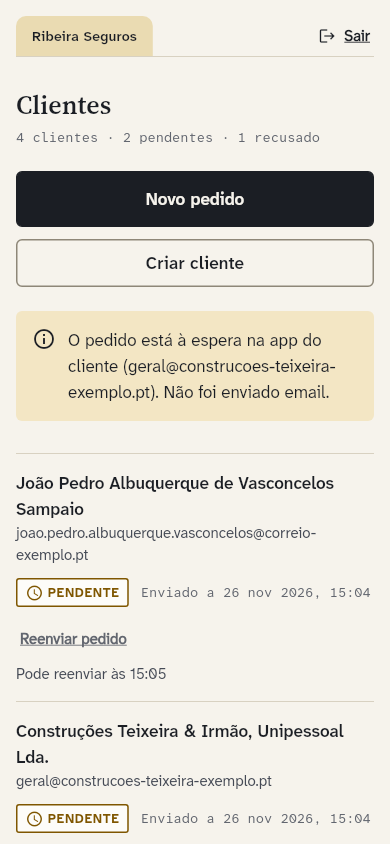 Ribeira Seguros
Sair
Clientes
4 clientes · 2 pendentes · 1 recusado
Novo pedido
Criar cliente
O pedido está à espera na app do
cliente (geral@construcoes-teixeira-
exemplo.pt). Não foi enviado email.
João Pedro Albuquerque de Vasconcelos
Sampaio
joao.pedro.albuquerque.vasconcelos@correio-
exemplo.pt
PENDENTE Enviado a 26 nov 2026, 15:04
Reenviar pedido
Pode reenviar às 15:05
Construções Teixeira & Irmão, Unipessoal
Lda.
geral@construcoes-teixeira-exemplo.pt
PENDENTE Enviado a 26 nov 2026, 15:04